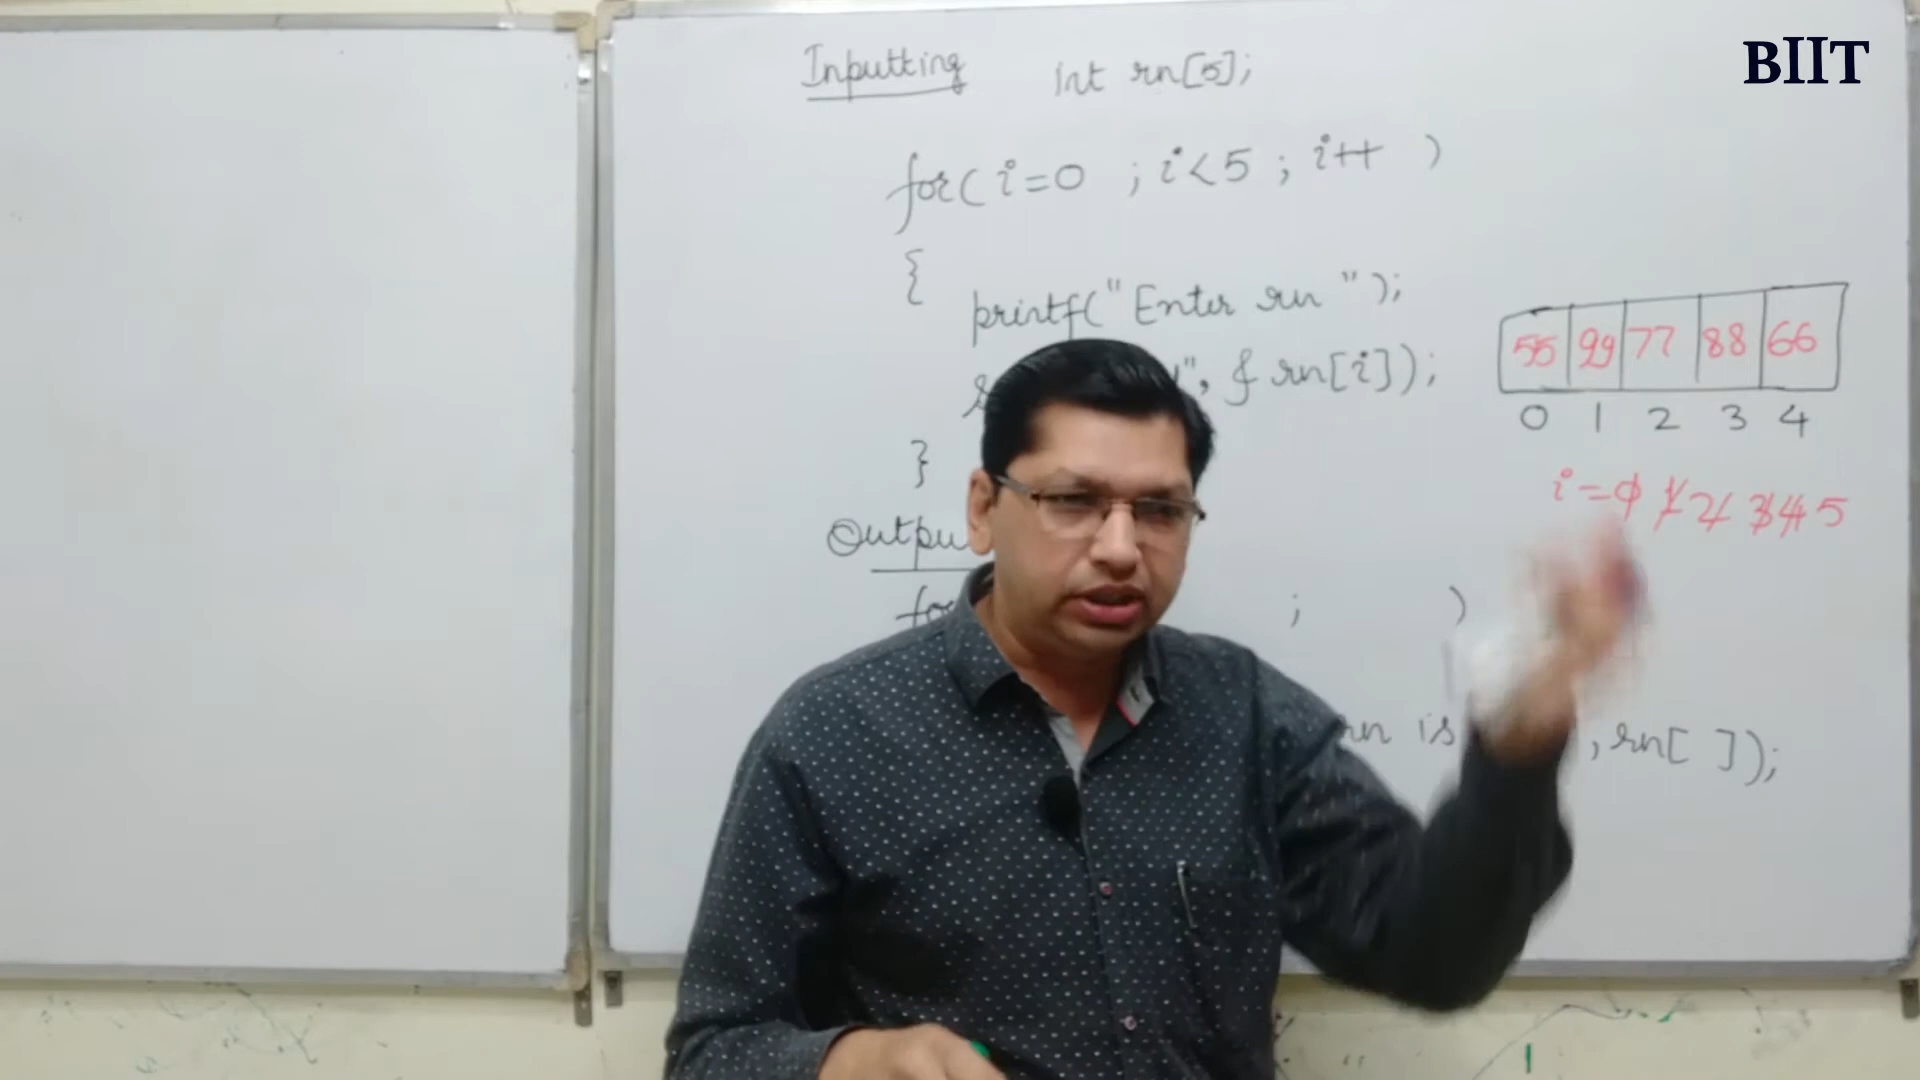 BIIT
Inputting int rn[5];
for( i=0 ; i<5 ; i++ )
{
printf("Enter rn ");
", & rn[i]);
}
55 99 77 88 66
0 1 2 3 4
i=0 1 2 3 4 5
; )
rn is , rn[ ]);